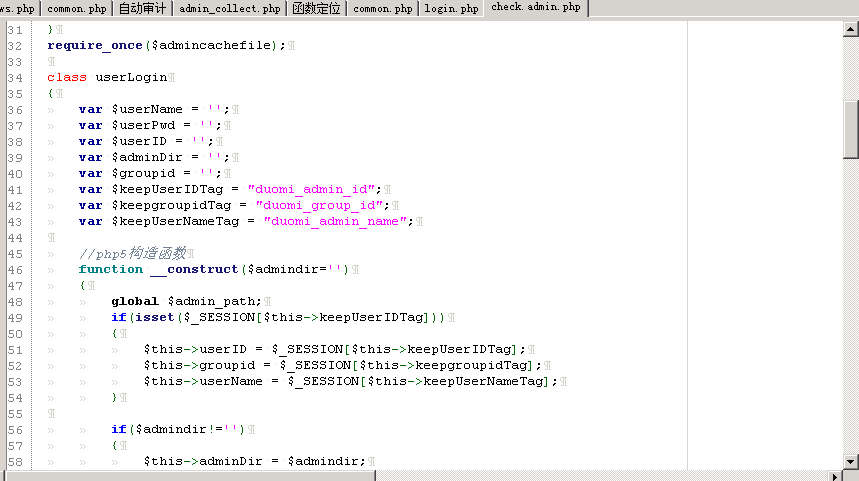 ws.php common.php 自动审计 admin_collect.php 函数定位 common.php login.php check.admin.php
31 }
32 require_once($admincachefile);
33
34 class userLogin
35 {
36 var $userName = '';
37 var $userPwd = '';
38 var $userID = '';
39 var $adminDir = '';
40 var $groupid = '';
41 var $keepUserIDTag = "duomi_admin_id";
42 var $keepgroupidTag = "duomi_group_id";
43 var $keepUserNameTag = "duomi_admin_name";
44
45 //php5构造函数
46 function __construct($admindir='')
47 {
48 global $admin_path;
49 if(isset($_SESSION[$this->keepUserIDTag]))
50 {
51 $this->userID = $_SESSION[$this->keepUserIDTag];
52 $this->groupid = $_SESSION[$this->keepgroupidTag];
53 $this->userName = $_SESSION[$this->keepUserNameTag];
54 }
55
56 if($admindir!='')
57 {
58 $this->adminDir = $admindir;